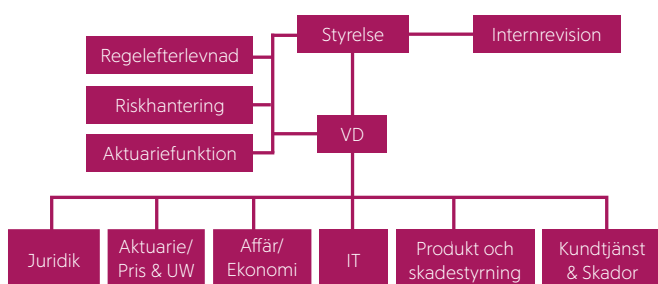 Styrelse
Internrevision
Regelefterlevnad
Riskhantering
Aktuariefunktion
VD
Juridik
Aktuarie/
Pris & UW
Affär/
Ekonomi
IT
Produkt och
skadestyrning
Kundtjänst
& Skador